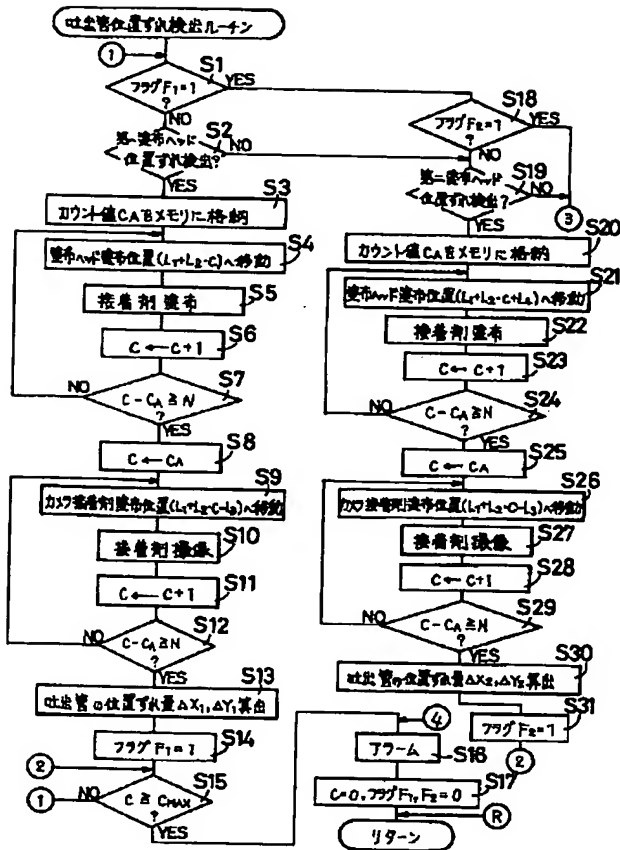 吐出管位置ずれ検出ルーチン
①
S1
フラグF₁=1
?
YES
NO
S2
第一塗布ヘッド
位置ずれ検出?
NO
YES
S3
カウント値CAをメモリに格納
S4
塗布ヘッド塗布位置(L₁+L₂-C)へ移動
S5
接着剤塗布
S6
C ← C+1
S7
NO
C-CA≧N
?
YES
S8
C ← CA
S9
カメラ接着剤塗布位置(L₁+L₂-C-L₃)へ移動
S10
接着剤撮像
S11
C ← C+1
S12
NO
C-CA≧N
?
YES
S13
吐出管の位置ずれ量ΔX₁,ΔY₁算出
S14
フラグF₁=1
②
S15
①
NO
C≧CMAX
?
YES
S18
フラグF₂=1
?
YES
NO
S19
第二塗布ヘッド
位置ずれ検出?
NO
③
YES
S20
カウント値CAをメモリに格納
S21
塗布ヘッド塗布位置(L₁+L₂-C+L₄)へ移動
S22
接着剤塗布
S23
C ← C+1
S24
NO
C-CA≧N
?
YES
S25
C ← CA
S26
カメラ接着剤塗布位置(L₁+L₂-C-L₃)へ移動
S27
接着剤撮像
S28
C ← C+1
S29
NO
C-CA≧N
?
YES
S30
吐出管の位置ずれ量ΔX₂,ΔY₂算出
S31
フラグF₂=1
②
④
アラーム
S16
C=0,フラグF₁,F₂=0
S17
Ⓡ
リターン